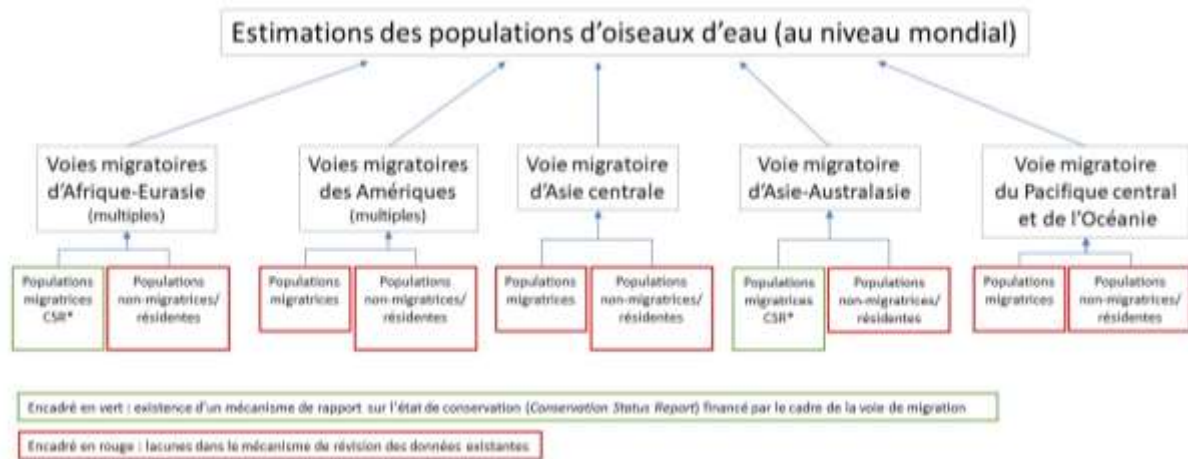 Estimations des populations d'oiseaux d'eau (au niveau mondial)
Voies migratoires
d'Afrique-Eurasie
(multiples)
Voies migratoires
des Amériques
(multiples)
Voie migratoire
d'Asie centrale
Voie migratoire
d'Asie-Australasie
Voie migratoire
du Pacifique central
et de l'Océanie
Populations
migratrices
CSR*
Populations
non-migratrices/
résidentes
Populations
migratrices
Populations
non-migratrices/
résidentes
Populations
migratrices
Populations
non-migratrices/
résidentes
Populations
migratrices
CSR*
Populations
non-migratrices/
résidentes
Populations
migratrices
Populations
non-migratrices/
résidentes
Encadré en vert : existence d'un mécanisme de rapport sur l'état de conservation (Conservation Status Report) financé par le cadre de la voie de migration
Encadré en rouge : lacunes dans le mécanisme de révision des données existantes